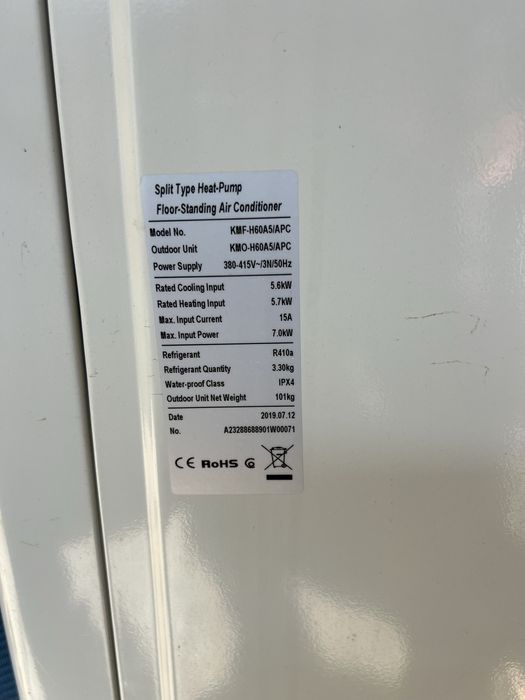 Split Type Heat-Pump
Floor-Standing Air Conditioner
Model No. KMF-H60A5/APC
Outdoor Unit KMO-H60A5/APC
Power Supply 380-415V~/3N/50Hz
Rated Cooling Input 5.6kW
Rated Heating Input 5.7kW
Max. Input Current 15A
Max. Input Power 7.0kW
Refrigerant R410a
Refrigerant Quantity 3.30kg
Water-proof Class IPX4
Outdoor Unit Net Weight 101kg
Date 2019.07.12
No. A23288688901W00071
CE RoHS